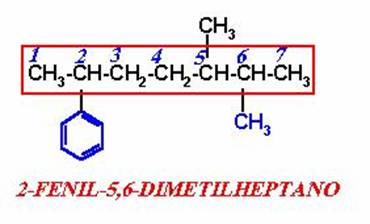 CH₃
1 2 3 4 5 6 7
CH₃-CH-CH₂-CH₂-CH-CH-CH₃
CH₃
2-FENIL-5,6-DIMETILHEPTANO